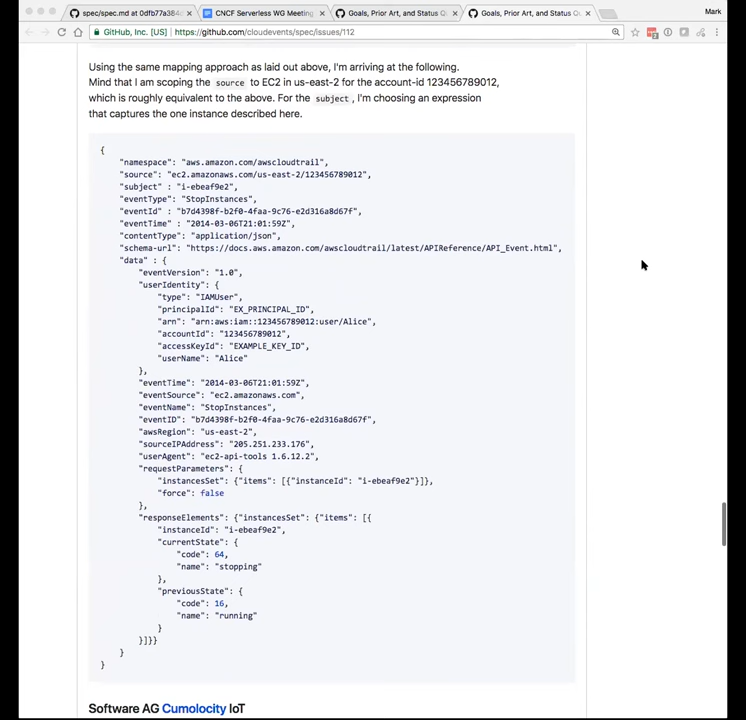 spec/spec.md at 0dfb77a384
CNCF Serverless WG Meeting
Goals, Prior Art, and Status Qu
Goals, Prior Art, and Status Qu
Mark
GitHub, Inc. [US] | https://github.com/cloudevents/spec/issues/112
Using the same mapping approach as laid out above, I'm arriving at the following.
Mind that I am scoping the source to EC2 in us-east-2 for the account-id 123456789012,
which is roughly equivalent to the above. For the subject, I'm choosing an expression
that captures the one instance described here.
{
"namespace": "aws.amazon.com/awscloudtrail",
"source": "ec2.amazonaws.com/us-east-2/123456789012",
"subject" : "i-ebeaf9e2",
"eventType": "StopInstances",
"eventId" : "b7d4398f-b2f0-4faa-9c76-e2d316a8d67f",
"eventTime" : "2014-03-06T21:01:59Z",
"contentType": "application/json",
"schema-url": "https://docs.aws.amazon.com/awscloudtrail/latest/APIReference/API_Event.html",
"data" : {
"eventVersion": "1.0",
"userIdentity": {
"type": "IAMUser",
"principalId": "EX_PRINCIPAL_ID",
"arn": "arn:aws:iam::123456789012:user/Alice",
"accountId": "123456789012",
"accessKeyId": "EXAMPLE_KEY_ID",
"userName": "Alice"
},
"eventTime": "2014-03-06T21:01:59Z",
"eventSource": "ec2.amazonaws.com",
"eventName": "StopInstances",
"eventID": "b7d4398f-b2f0-4faa-9c76-e2d316a8d67f",
"awsRegion": "us-east-2",
"sourceIPAddress": "205.251.233.176",
"userAgent": "ec2-api-tools 1.6.12.2",
"requestParameters": {
"instancesSet": {"items": [{"instanceId": "i-ebeaf9e2"}]},
"force": false
},
"responseElements": {"instancesSet": {"items": [{
"instanceId": "i-ebeaf9e2",
"currentState": {
"code": 64,
"name": "stopping"
},
"previousState": {
"code": 16,
"name": "running"
}
}]}}
}
}
Software AG Cumolocity IoT